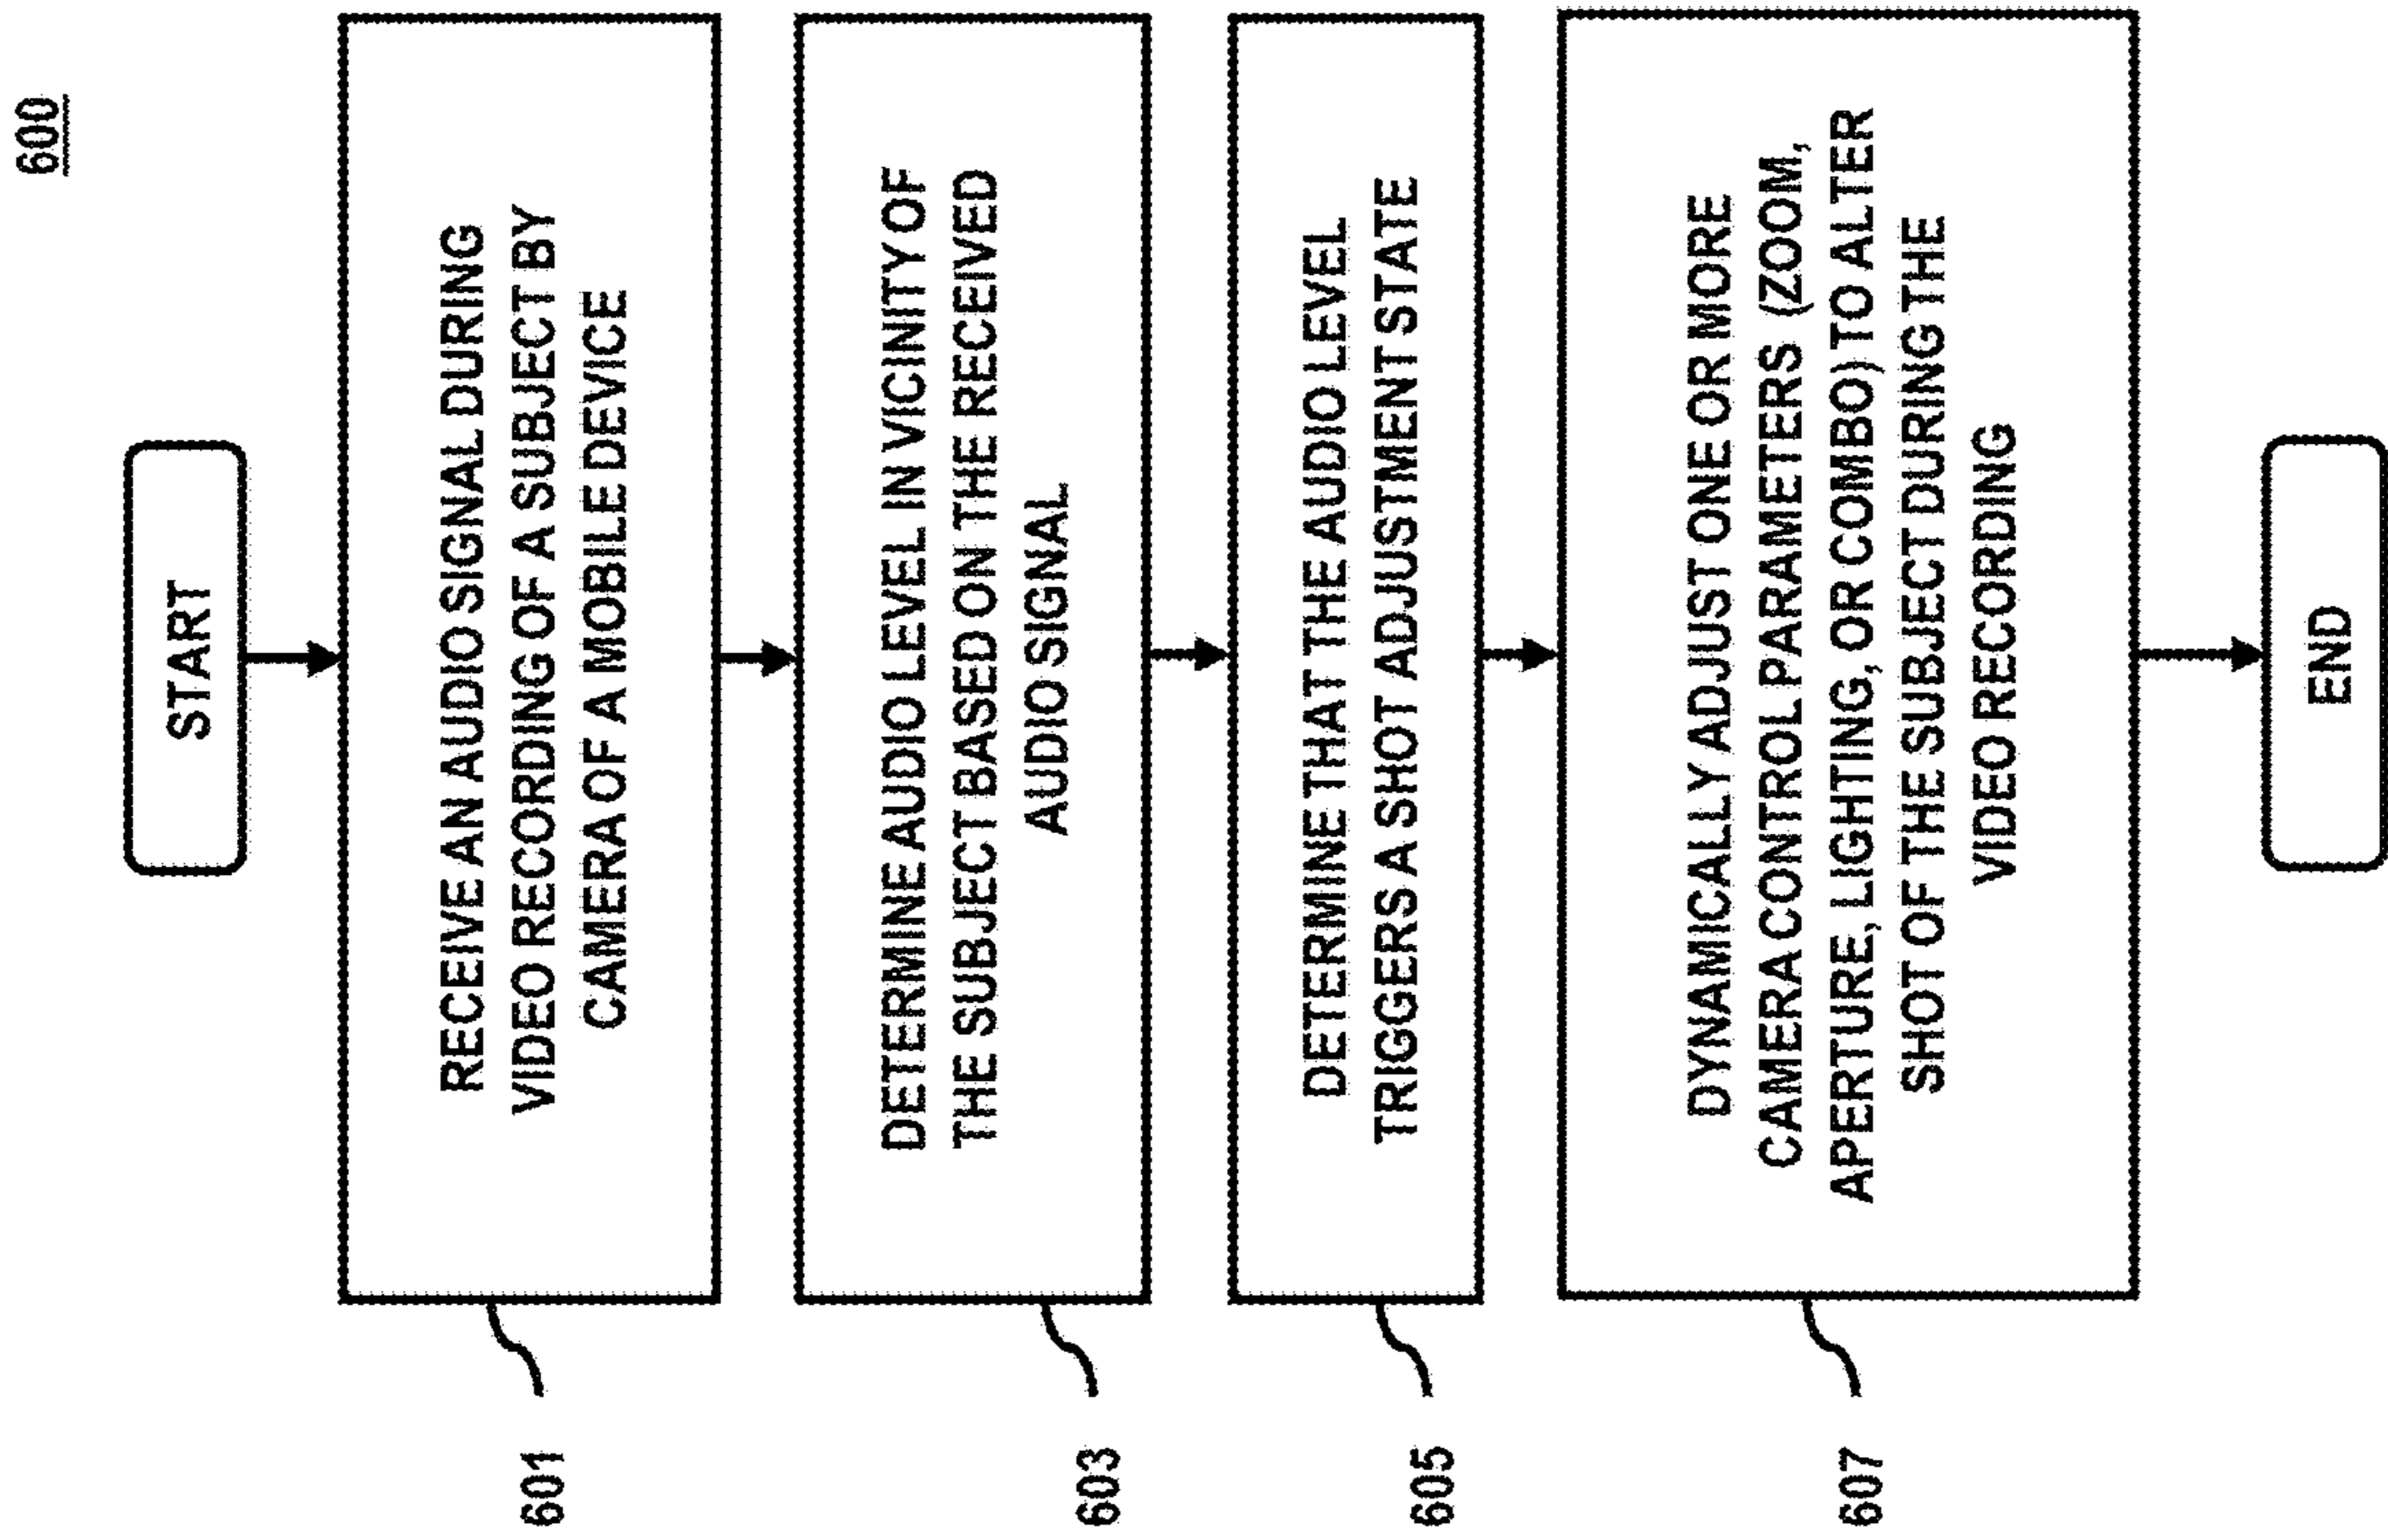 600
START
RECEIVE AN AUDIO SIGNAL DURING
VIDEO RECORDING OF A SUBJECT BY
CAMERA OF A MOBILE DEVICE
601
DETERMINE AUDIO LEVEL IN VICINITY OF
THE SUBJECT BASED ON THE RECEIVED
AUDIO SIGNAL
603
DETERMINE THAT THE AUDIO LEVEL
TRIGGERS A SHOT ADJUSTMENT STATE
605
DYNAMICALLY ADJUST ONE OR MORE
CAMERA CONTROL PARAMETERS (ZOOM,
APERTURE, LIGHTING, OR COMBO) TO ALTER
SHOT OF THE SUBJECT DURING THE
VIDEO RECORDING
607
END